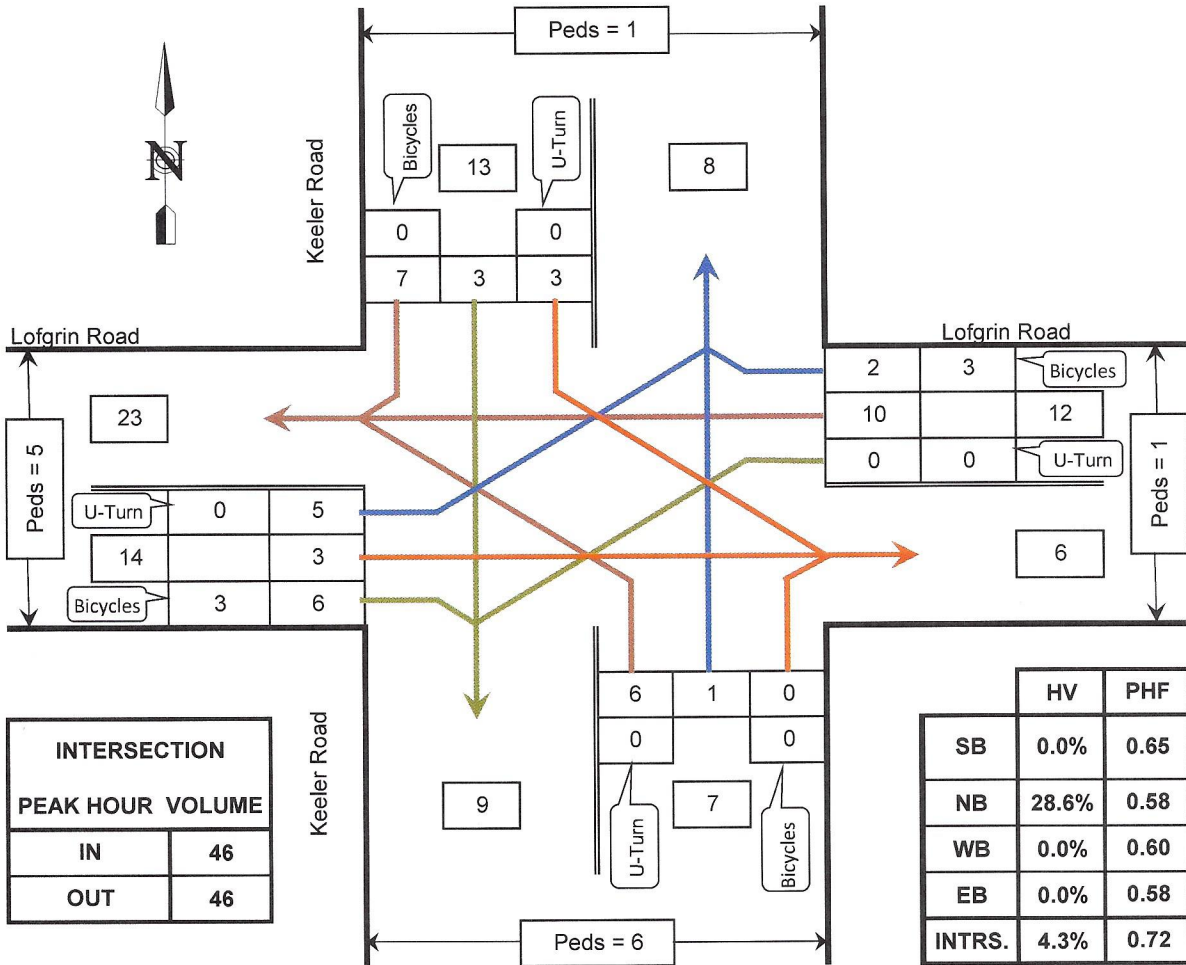 Peds = 1
N
Keeler Road
Bicycles
13
U-Turn
8
0 0
7 3 3
Lofgrin Road
Lofgrin Road
23
Peds = 5
2 3 Bicycles
10 12
0 0 U-Turn
Peds = 1
U-Turn 0 5
14 3
Bicycles 3 6
6
6 1 0
0 0
9
7
U-Turn
Bicycles
Keeler Road
Peds = 6
INTERSECTION
PEAK HOUR VOLUME
IN 46
OUT 46
HV PHF
SB 0.0% 0.65
NB 28.6% 0.58
WB 0.0% 0.60
EB 0.0% 0.58
INTRS. 4.3% 0.72